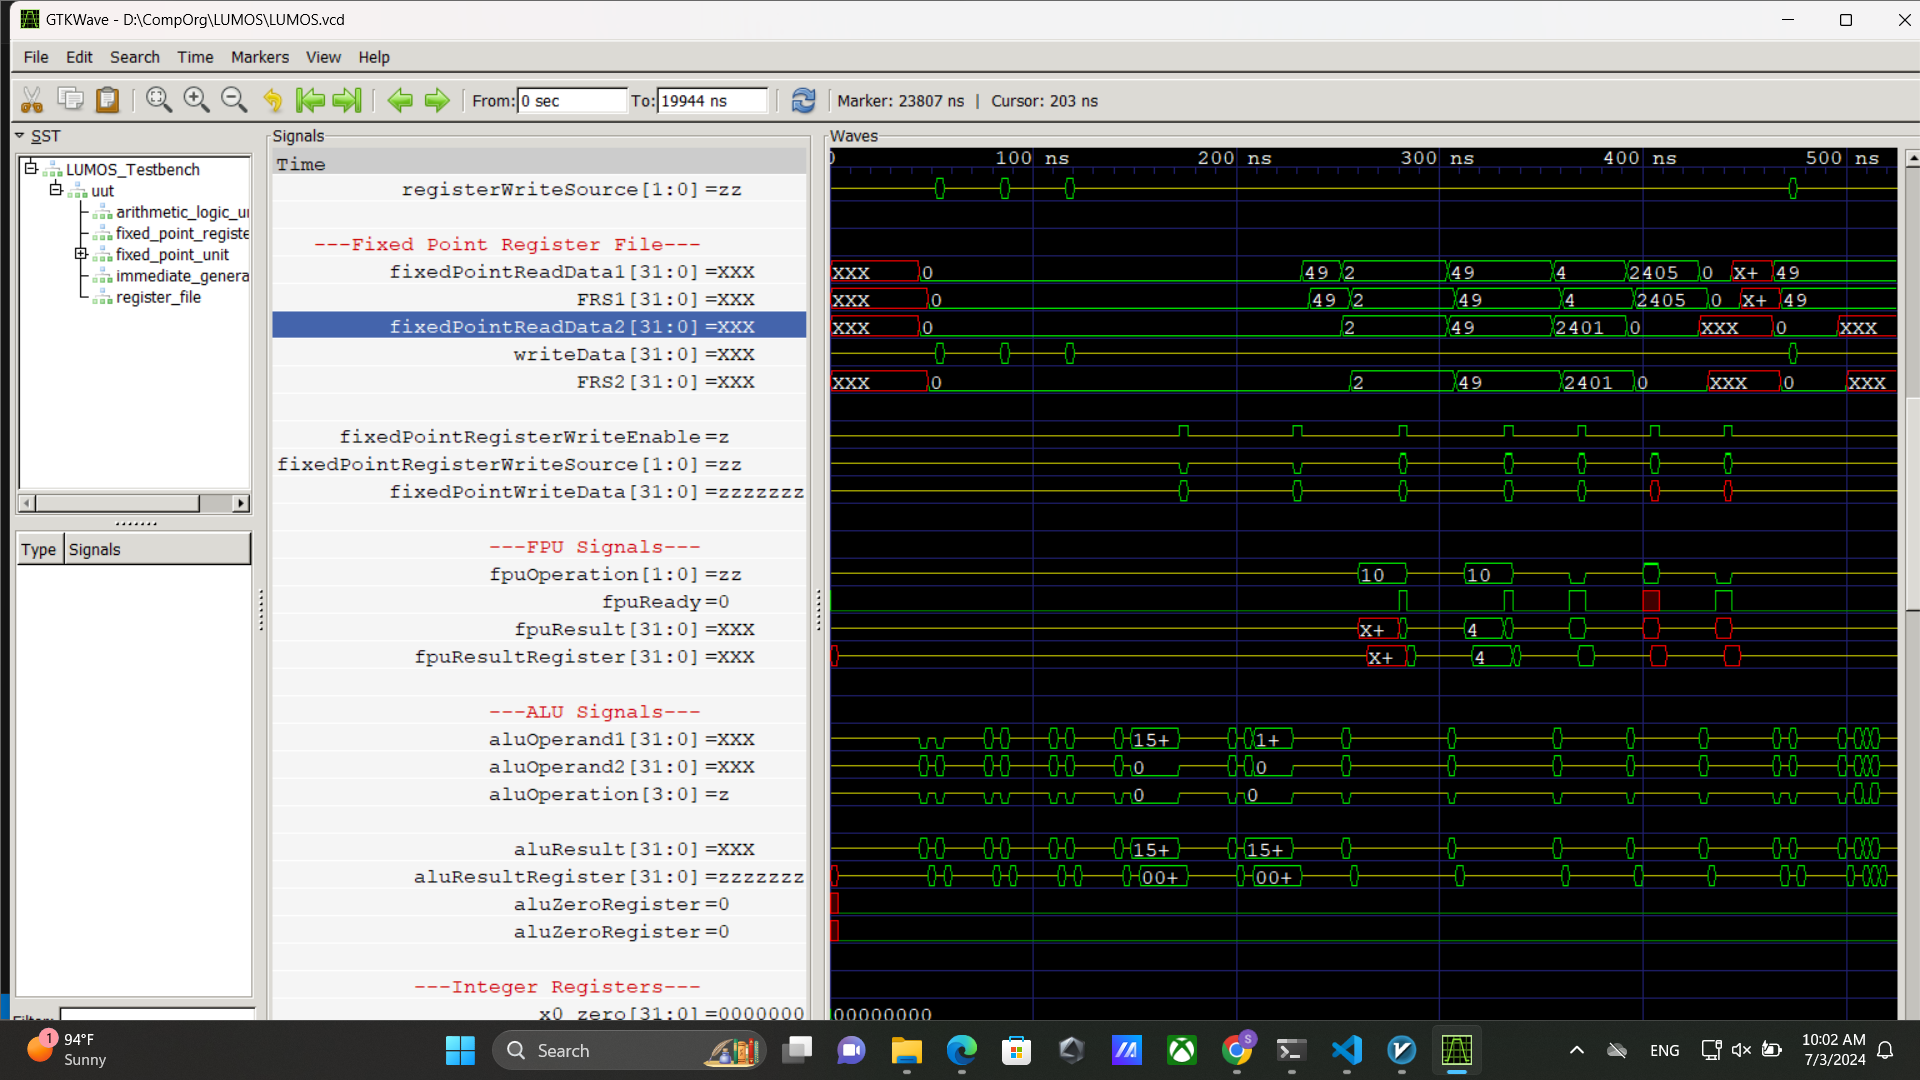 GTKWave - D:\CompOrg\LUMOS\LUMOS.vcd
File Edit Search Time Markers View Help
From: 0 sec To: 19944 ns Marker: 23807 ns | Cursor: 203 ns
SST
LUMOS_Testbench
uut
arithmetic_logic_u
fixed_point_registe
fixed_point_unit
immediate_genera
register_file
Type Signals
Signals
Time
registerWriteSource[1:0]=zz
---Fixed Point Register File---
fixedPointReadData1[31:0]=XXX
FRS1[31:0]=XXX
fixedPointReadData2[31:0]=XXX
writeData[31:0]=XXX
FRS2[31:0]=XXX
fixedPointRegisterWriteEnable=z
fixedPointRegisterWriteSource[1:0]=zz
fixedPointWriteData[31:0]=zzzzzzz
---FPU Signals---
fpuOperation[1:0]=zz
fpuReady=0
fpuResult[31:0]=XXX
fpuResultRegister[31:0]=XXX
---ALU Signals---
aluOperand1[31:0]=XXX
aluOperand2[31:0]=XXX
aluOperation[3:0]=z
aluResult[31:0]=XXX
aluResultRegister[31:0]=zzzzzzz
aluZeroRegister=0
aluZeroRegister=0
---Integer Registers---
x0 zero[31:0]=0000000
Waves
0 100 ns 200 ns 300 ns 400 ns 500 ns
XXX 0 49 2 49 4 2405 0 X+ 49
XXX 0 49 2 49 4 2405 0 X+ 49
XXX 0 2 49 2401 0 XXX 0 XXX
XXX 0 2 49 2401 0 XXX 0 XXX
10 10
X+ 4
X+ 4
15+ 1+
0 0
0 0
15+ 15+
00+ 00+
00000000
1
94°F
Sunny
Search
S
ENG
10:02 AM
7/3/2024